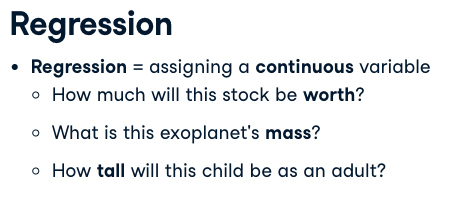 Regression
• Regression = assigning a continuous variable
○ How much will this stock be worth?
○ What is this exoplanet's mass?
○ How tall will this child be as an adult?